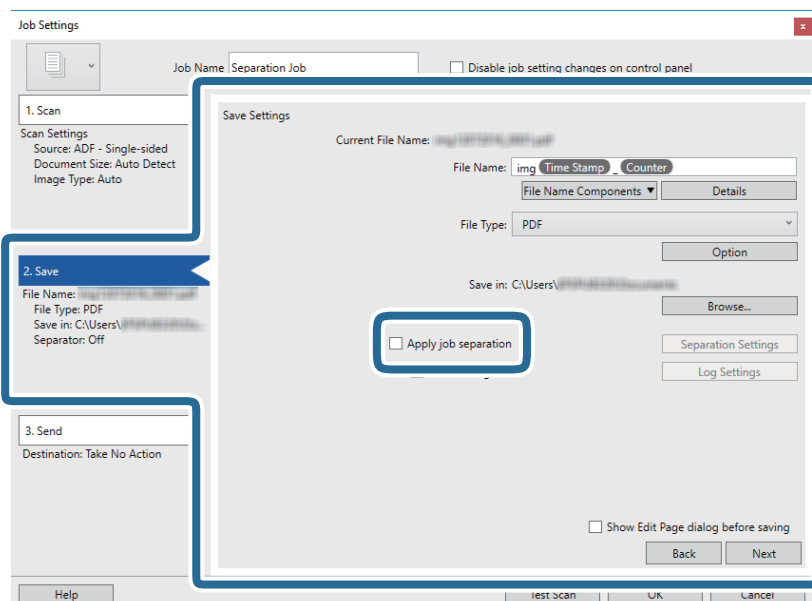 Job Settings
x
Job Name Separation Job
Disable job setting changes on control panel
1. Scan
Scan Settings
Source: ADF - Single-sided
Document Size: Auto Detect
Image Type: Auto
2. Save
File Name:
File Type: PDF
Save in: C:\Users\
Separator: Off
3. Send
Destination: Take No Action
Save Settings
Current File Name:
File Name: img Time Stamp _ Counter
File Name Components ▼ Details
File Type: PDF
Option
Save in: C:\Users\
Browse...
Apply job separation Separation Settings
Log Settings
Show Edit Page dialog before saving
Back Next
Help Test Scan OK Cancel